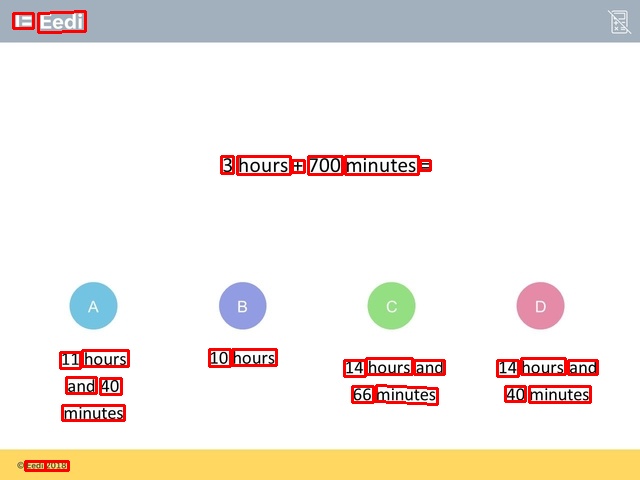 Eedi
3 hours + 700 minutes =
A
B
C
D
11 hours
and 40
minutes
10 hours
14 hours and
66 minutes
14 hours and
40 minutes
© Eedi 2018